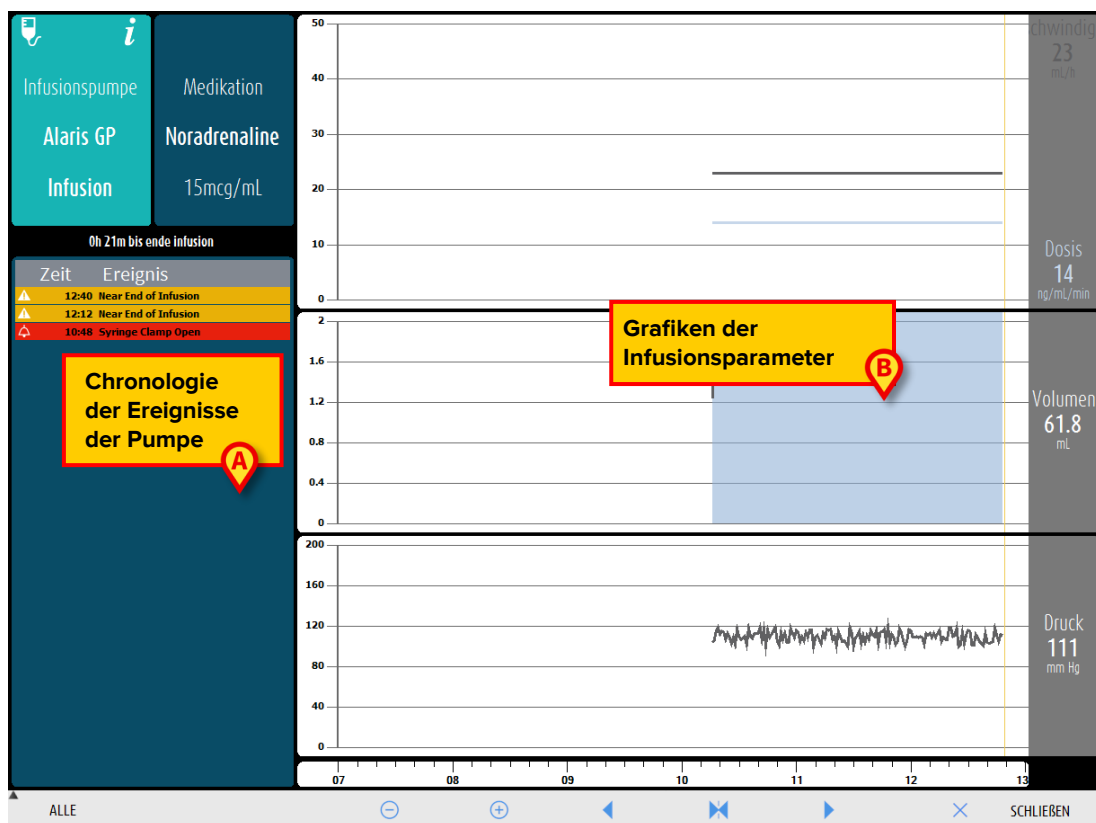 i
Infusionspumpe
Alaris GP
Infusion
Medikation
Noradrenaline
15mcg/mL
0h 21m bis ende infusion
Zeit Ereignis
12:40 Near End of Infusion
12:12 Near End of Infusion
10:48 Syringe Clamp Open
Chronologie
der Ereignisse
der Pumpe
A
50
40
30
20
10
0
chwindig
23
mL/h
Dosis
14
ng/mL/min
Grafiken der
Infusionsparameter
B
2
1.6
1.2
0.8
0.4
0
Volumen
61.8
mL
200
160
120
80
40
0
Druck
111
mm Hg
07 08 09 10 11 12 13
ALLE
SCHLIEßEN